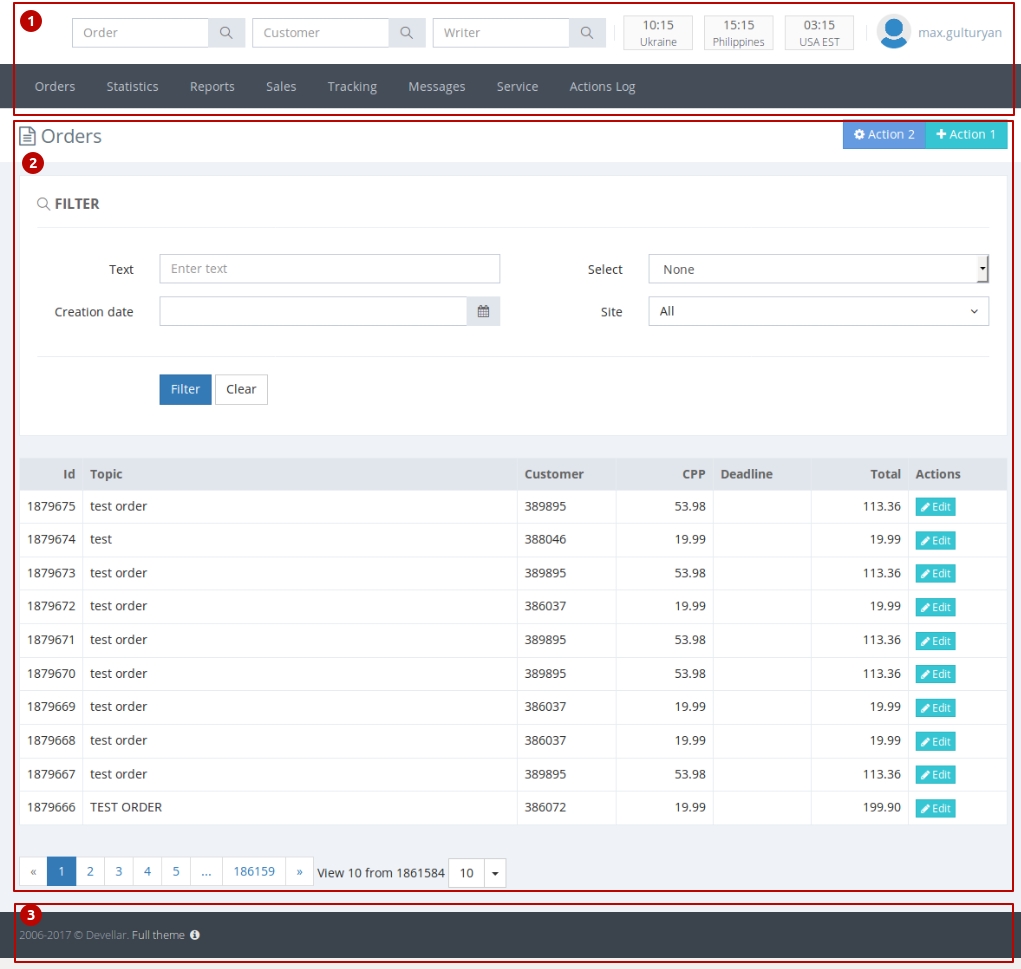 1
Order Customer Writer 10:15 Ukraine 15:15 Philippines 03:15 USA EST max.gulturyan
Orders Statistics Reports Sales Tracking Messages Service Actions Log
Orders Action 2 Action 1
2
FILTER
Text Enter text Select None
Creation date Site All
Filter Clear
Id Topic Customer CPP Deadline Total Actions
1879675 test order 389895 53.98 113.36 Edit
1879674 test 388046 19.99 19.99 Edit
1879673 test order 389895 53.98 113.36 Edit
1879672 test order 386037 19.99 19.99 Edit
1879671 test order 389895 53.98 113.36 Edit
1879670 test order 389895 53.98 113.36 Edit
1879669 test order 386037 19.99 19.99 Edit
1879668 test order 386037 19.99 19.99 Edit
1879667 test order 389895 53.98 113.36 Edit
1879666 TEST ORDER 386072 19.99 199.90 Edit
« 1 2 3 4 5 ... 186159 » View 10 from 1861584 10
3
2006-2017 © Devellar. Full theme